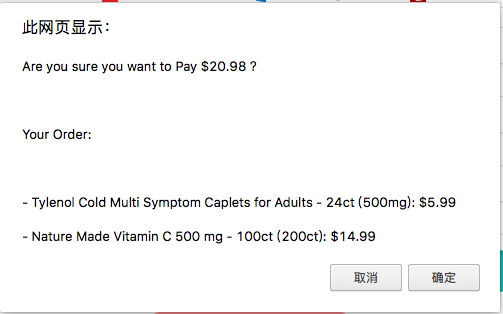 此网页显示：
Are you sure you want to Pay $20.98 ?
Your Order:
- Tylenol Cold Multi Symptom Caplets for Adults - 24ct (500mg): $5.99
- Nature Made Vitamin C 500 mg - 100ct (200ct): $14.99
取消 确定